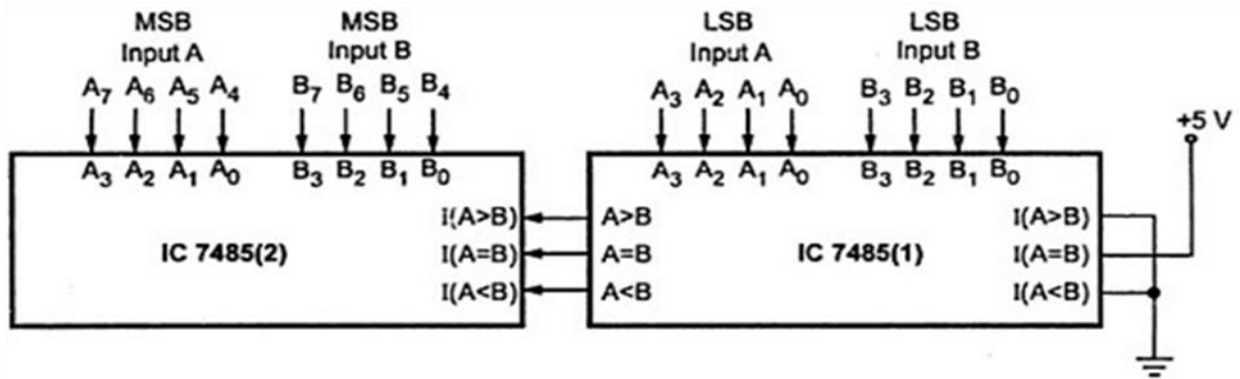 MSB MSB LSB LSB
Input A Input B Input A Input B
A7 A6 A5 A4 B7 B6 B5 B4 A3 A2 A1 A0 B3 B2 B1 B0
+5 V
A3 A2 A1 A0 B3 B2 B1 B0 A3 A2 A1 A0 B3 B2 B1 B0
I(A>B) A>B I(A>B)
IC 7485(2) I(A=B) A=B IC 7485(1) I(A=B)
I(A<B) A<B I(A<B)